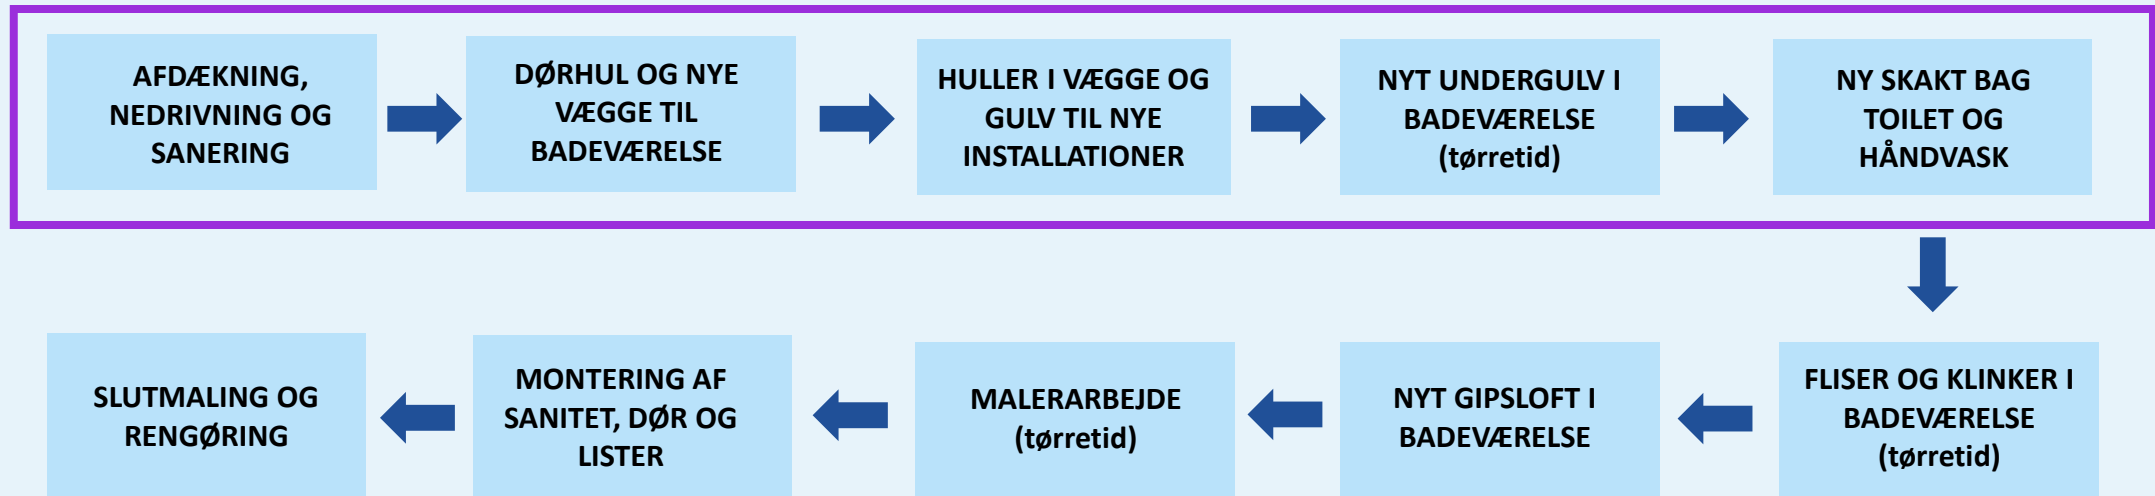 AFDÆKNING,
NEDRIVNING OG
SANERING
DØRHUL OG NYE
VÆGGE TIL
BADEVÆRELSE
HULLER I VÆGGE OG
GULV TIL NYE
INSTALLATIONER
NYT UNDERGULV I
BADEVÆRELSE
(tørretid)
NY SKAKT BAG
TOILET OG
HÅNDVASK
FLISER OG KLINKER I
BADEVÆRELSE
(tørretid)
NYT GIPSLOFT I
BADEVÆRELSE
MALERARBEJDE
(tørretid)
MONTERING AF
SANITET, DØR OG
LISTER
SLUTMALING OG
RENGØRING